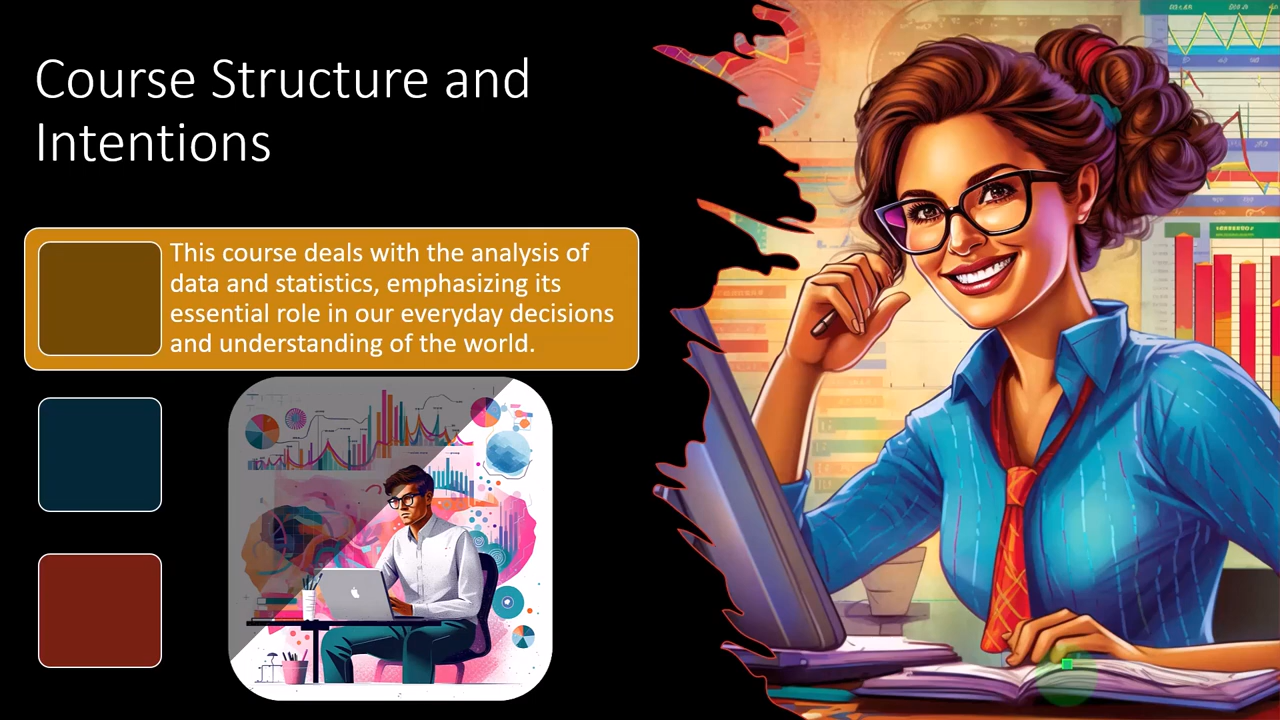 Course Structure and
Intentions
This course deals with the analysis of
data and statistics, emphasizing its
essential role in our everyday decisions
and understanding of the world.